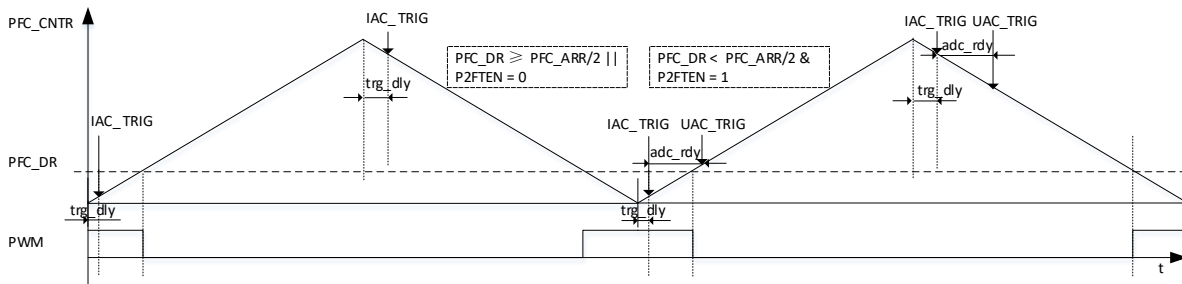 PFC_CNTR
IAC_TRIG
IAC_TRIG
UAC_TRIG
adc_rdy
PFC_DR ≥ PFC_ARR/2 ||
P2FTEN = 0
PFC_DR < PFC_ARR/2 &
P2FTEN = 1
trg_dly
trg_dly
IAC_TRIG
IAC_TRIG
UAC_TRIG
adc_rdy
PFC_DR
trg_dly
trg_dly
PWM
t